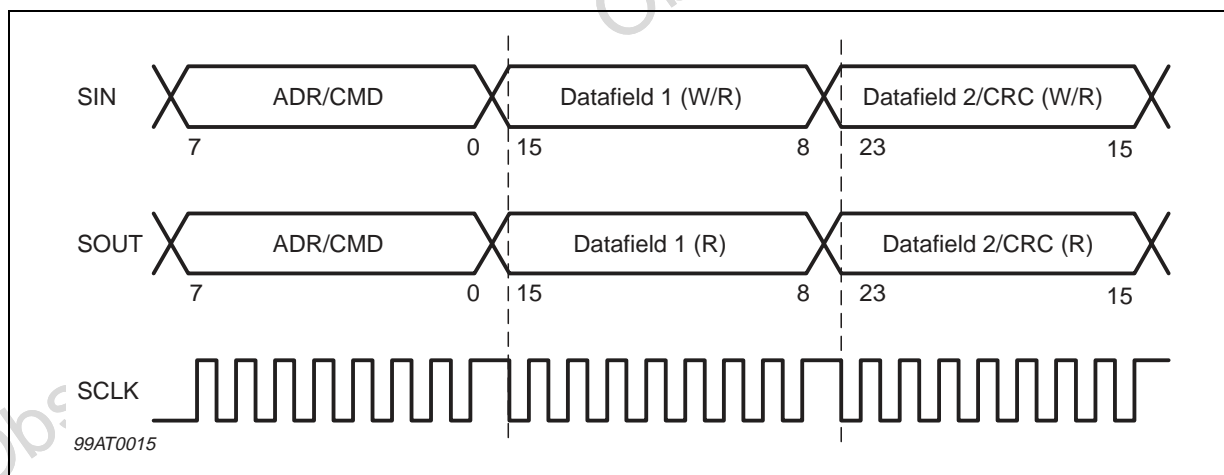 SIN ADR/CMD Datafield 1 (W/R) Datafield 2/CRC (W/R)
7 0 15 8 23 15
SOUT ADR/CMD Datafield 1 (R) Datafield 2/CRC (R)
7 0 15 8 23 15
SCLK
99AT0015